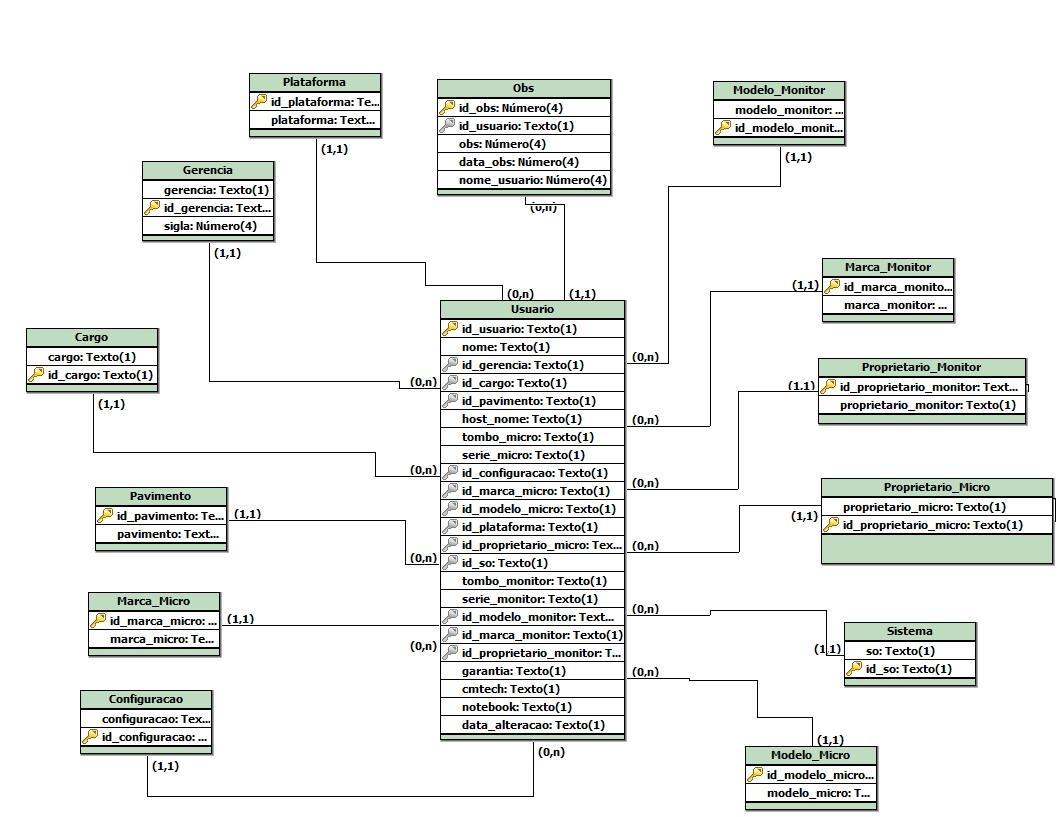 Plataforma
id_plataforma: Te...
plataforma: Text...
(1,1)
Obs
id_obs: Número(4)
id_usuario: Texto(1)
obs: Número(4)
data_obs: Número(4)
nome_usuario: Número(4)
(0,n)
Modelo_Monitor
modelo_monitor: ...
id_modelo_monit...
(1,1)
Gerencia
gerencia: Texto(1)
id_gerencia: Text...
sigla: Número(4)
(1,1)
Marca_Monitor
id_marca_monito...
marca_monitor: ...
(1,1)
Cargo
cargo: Texto(1)
id_cargo: Texto(1)
(1,1)
(0,n)
(1,1)
Usuario
id_usuario: Texto(1)
nome: Texto(1)
id_gerencia: Texto(1)
id_cargo: Texto(1)
id_pavimento: Texto(1)
host_nome: Texto(1)
tombo_micro: Texto(1)
serie_micro: Texto(1)
id_configuracao: Texto(1)
id_marca_micro: Texto(1)
id_modelo_micro: Texto(1)
id_plataforma: Texto(1)
id_proprietario_micro: Tex...
id_so: Texto(1)
tombo_monitor: Texto(1)
serie_monitor: Texto(1)
id_modelo_monitor: Text...
id_marca_monitor: Texto(1)
id_proprietario_monitor: T...
garantia: Texto(1)
cmtech: Texto(1)
notebook: Texto(1)
data_alteracao: Texto(1)
(0,n)
(0,n)
(0,n)
(0,n)
(0,n)
(0,n)
(0,n)
(0,n)
(0,n)
(0,n)
(0,n)
Proprietario_Monitor
id_proprietario_monitor: Text...
proprietario_monitor: Texto(1)
(1,1)
Pavimento
id_pavimento: Te...
pavimento: Text...
(1,1)
Proprietario_Micro
proprietario_micro: Texto(1)
id_proprietario_micro: Texto(1)
(1,1)
Marca_Micro
id_marca_micro: ...
marca_micro: Te...
(1,1)
Sistema
so: Texto(1)
id_so: Texto(1)
(1,1)
Configuracao
configuracao: Tex...
id_configuracao: ...
(1,1)
Modelo_Micro
id_modelo_micro...
modelo_micro: T...
(1,1)